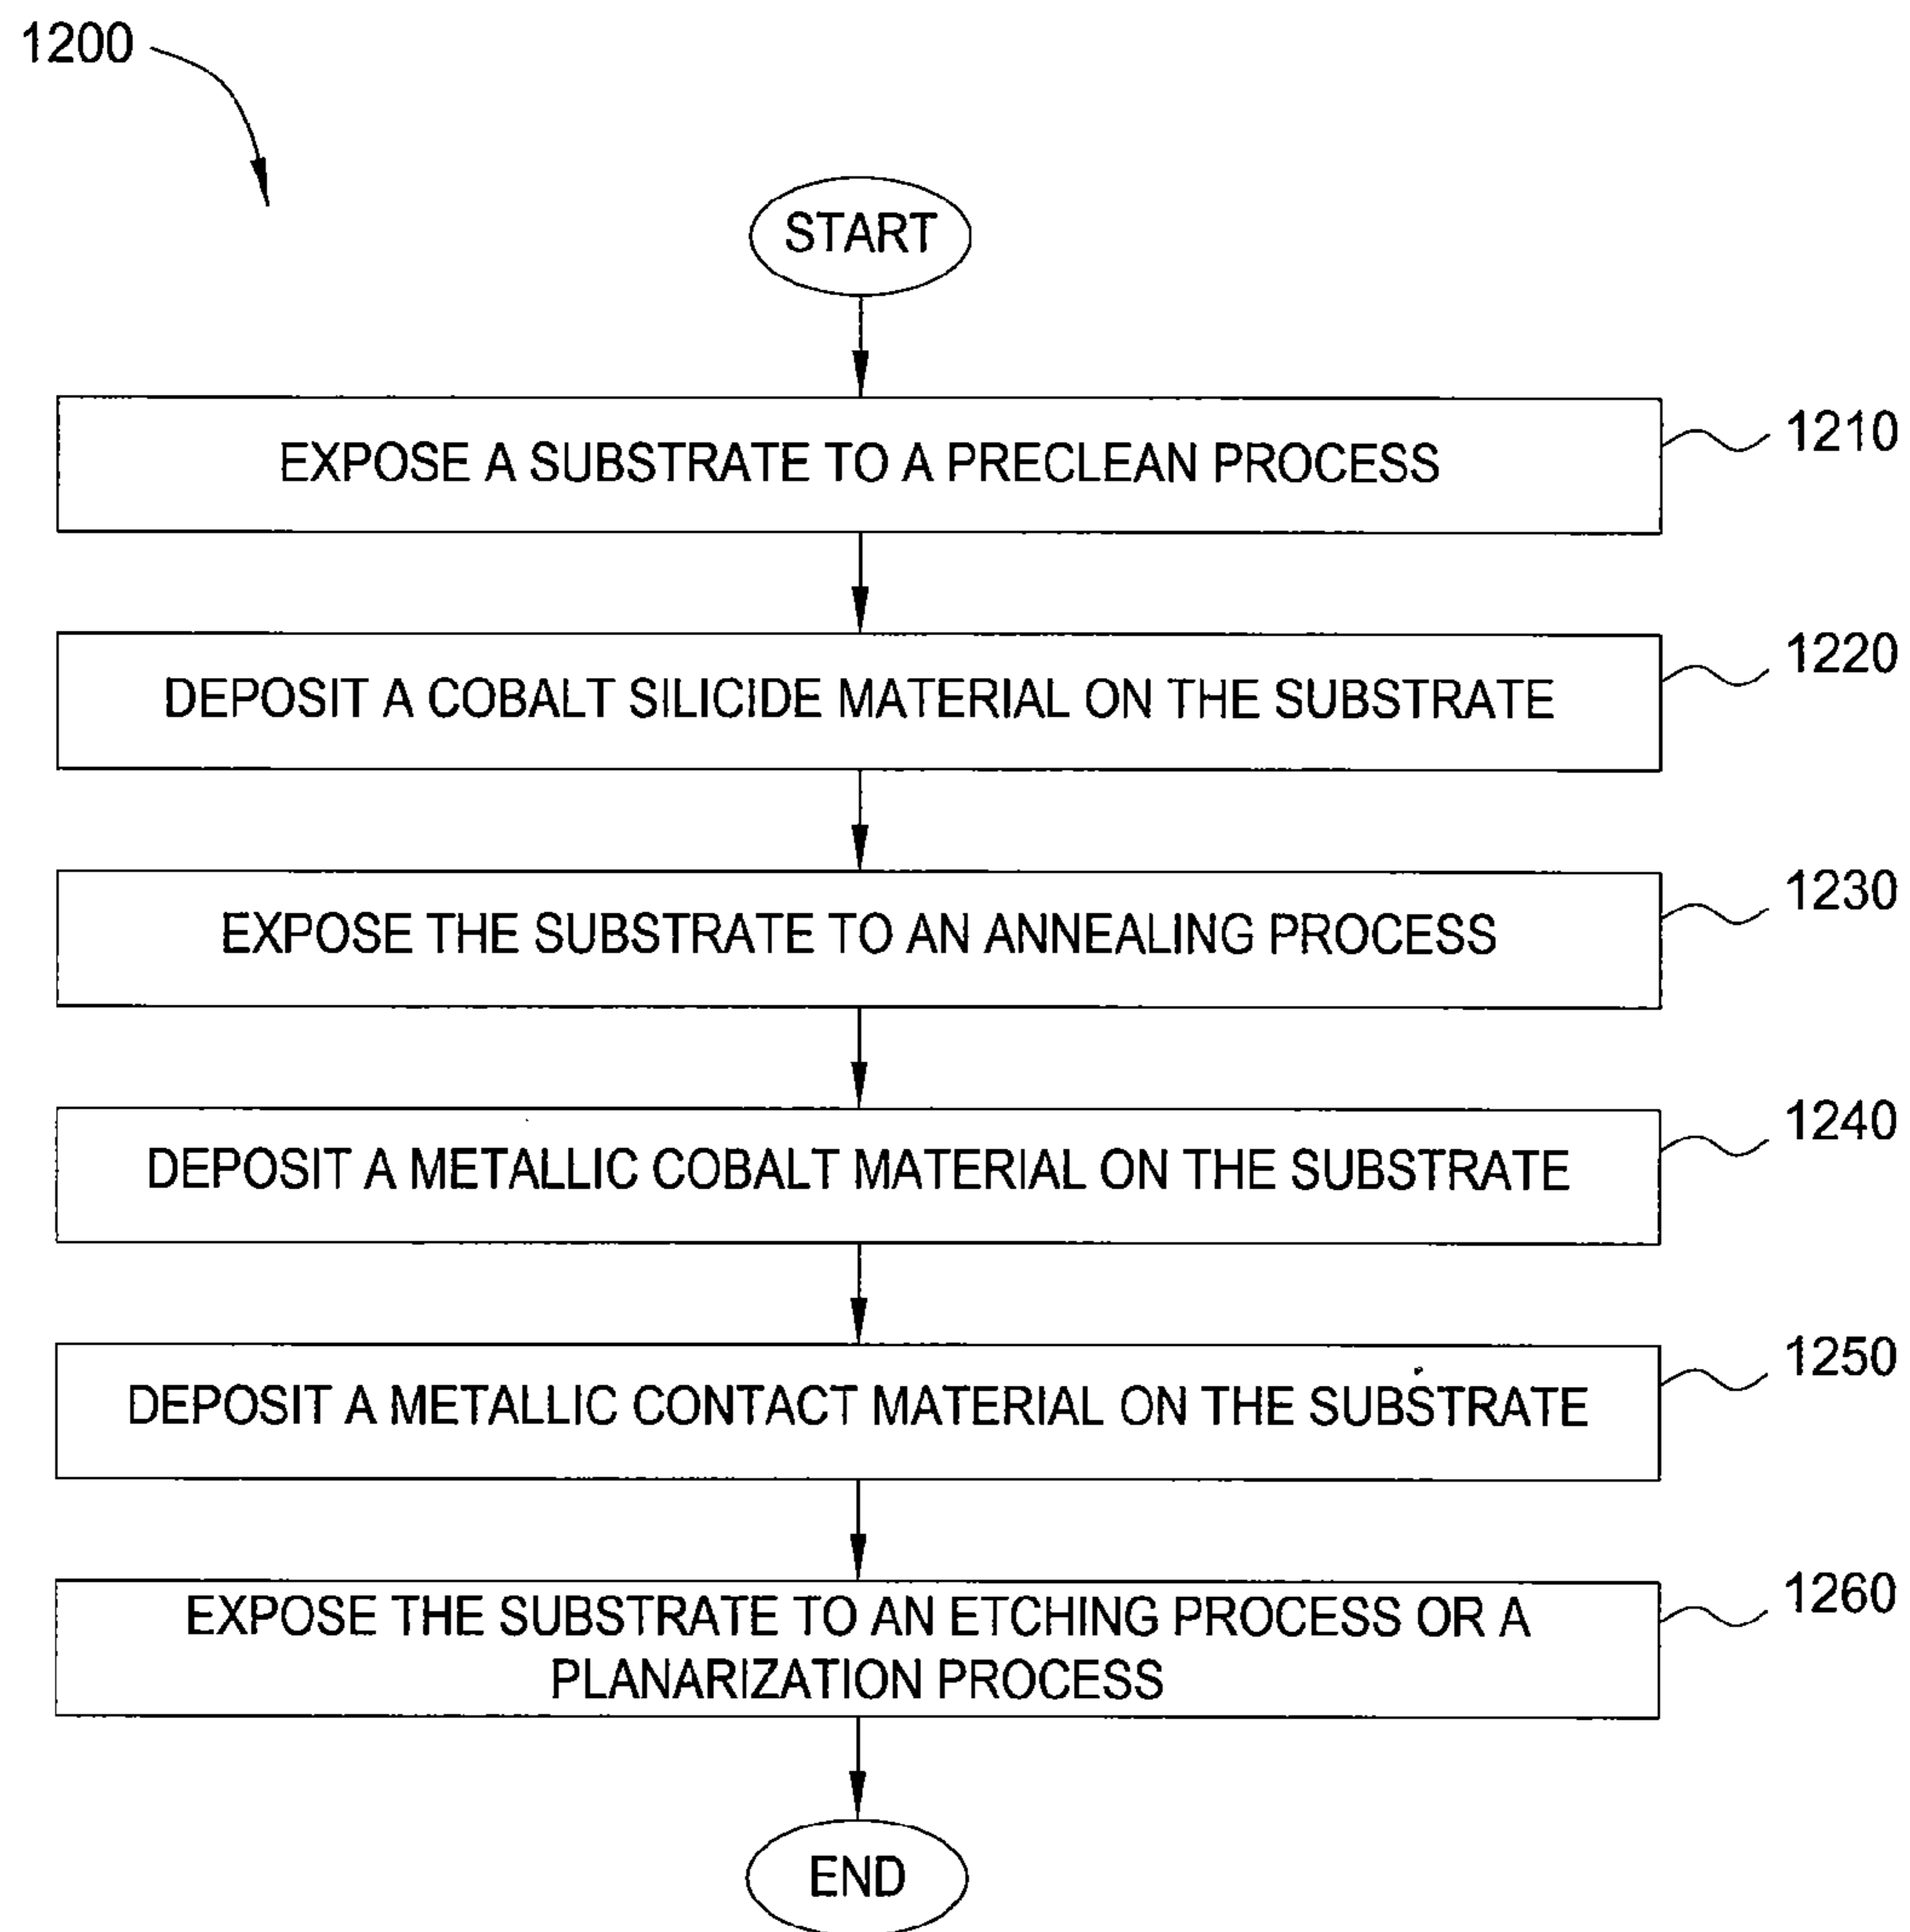 1200
START
EXPOSE A SUBSTRATE TO A PRECLEAN PROCESS
1210
DEPOSIT A COBALT SILICIDE MATERIAL ON THE SUBSTRATE
1220
EXPOSE THE SUBSTRATE TO AN ANNEALING PROCESS
1230
DEPOSIT A METALLIC COBALT MATERIAL ON THE SUBSTRATE
1240
DEPOSIT A METALLIC CONTACT MATERIAL ON THE SUBSTRATE
1250
EXPOSE THE SUBSTRATE TO AN ETCHING PROCESS OR A
PLANARIZATION PROCESS
1260
END